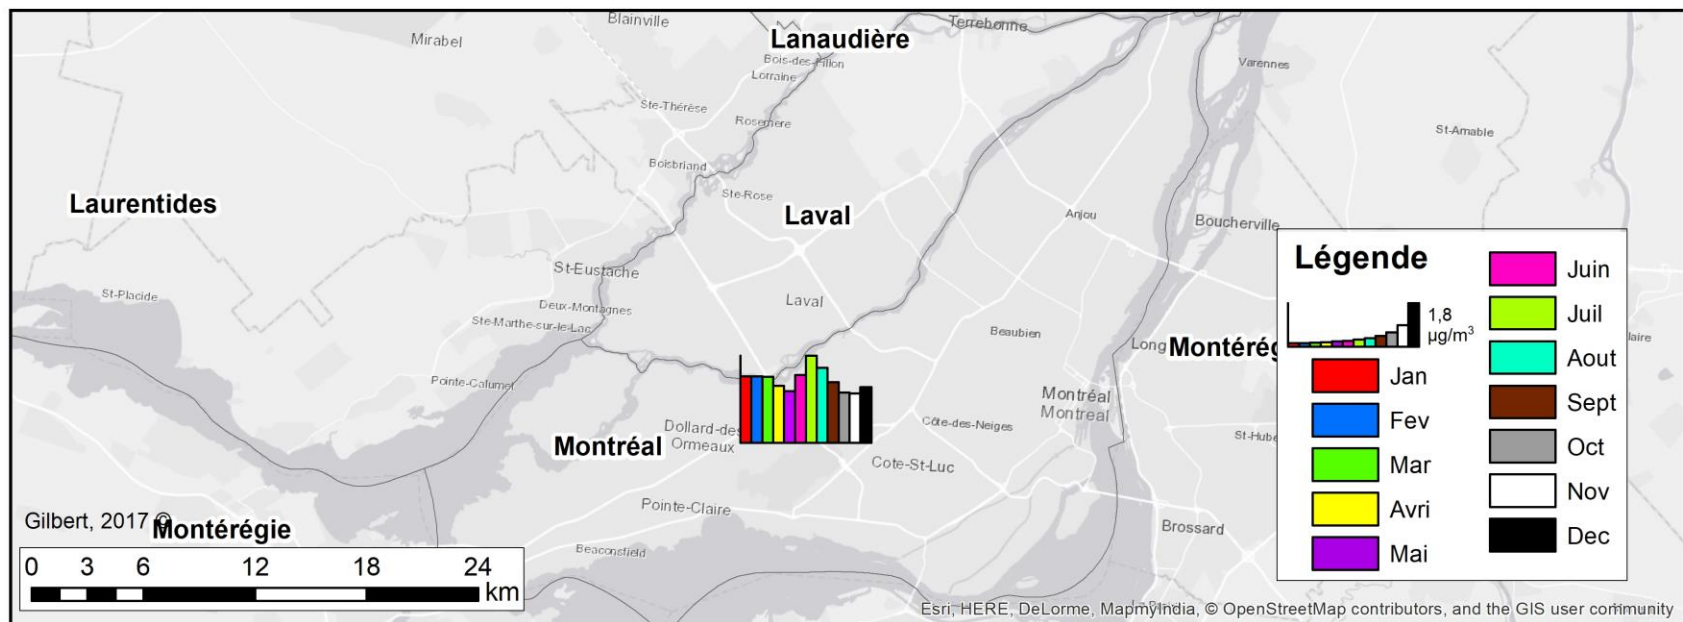 Blainville
Terrebonne
Mirabel
Lanaudière
Bois-des-Filion
Lorraine
Varennes
Ste-Thérèse
Rosemere
St-Amable
Boisbriand
Ste-Rose
Laurentides
Laval
Anjou
Boucherville
St-Eustache
St-Placide
Laval
Deux-Montagnes
Ste-Marthe-sur-le-Lac
Beaubien
Long
Montérég
laire
Pointe-Calumet
Montréal
Montreal
Dollard-des
Ormeaux
Côte-des-Neiges
St-Hube
Montréal
Cote-St-Luc
Pointe-Claire
Brossard
Beaconsfield
Légende
1,8
µg/m³
Jan
Fev
Mar
Avri
Mai
Juin
Juil
Aout
Sept
Oct
Nov
Dec
Gilbert, 2017 ©
Montérégie
0 3 6 12 18 24
km
Esri, HERE, DeLorme, MapmyIndia, © OpenStreetMap contributors, and the GIS user community